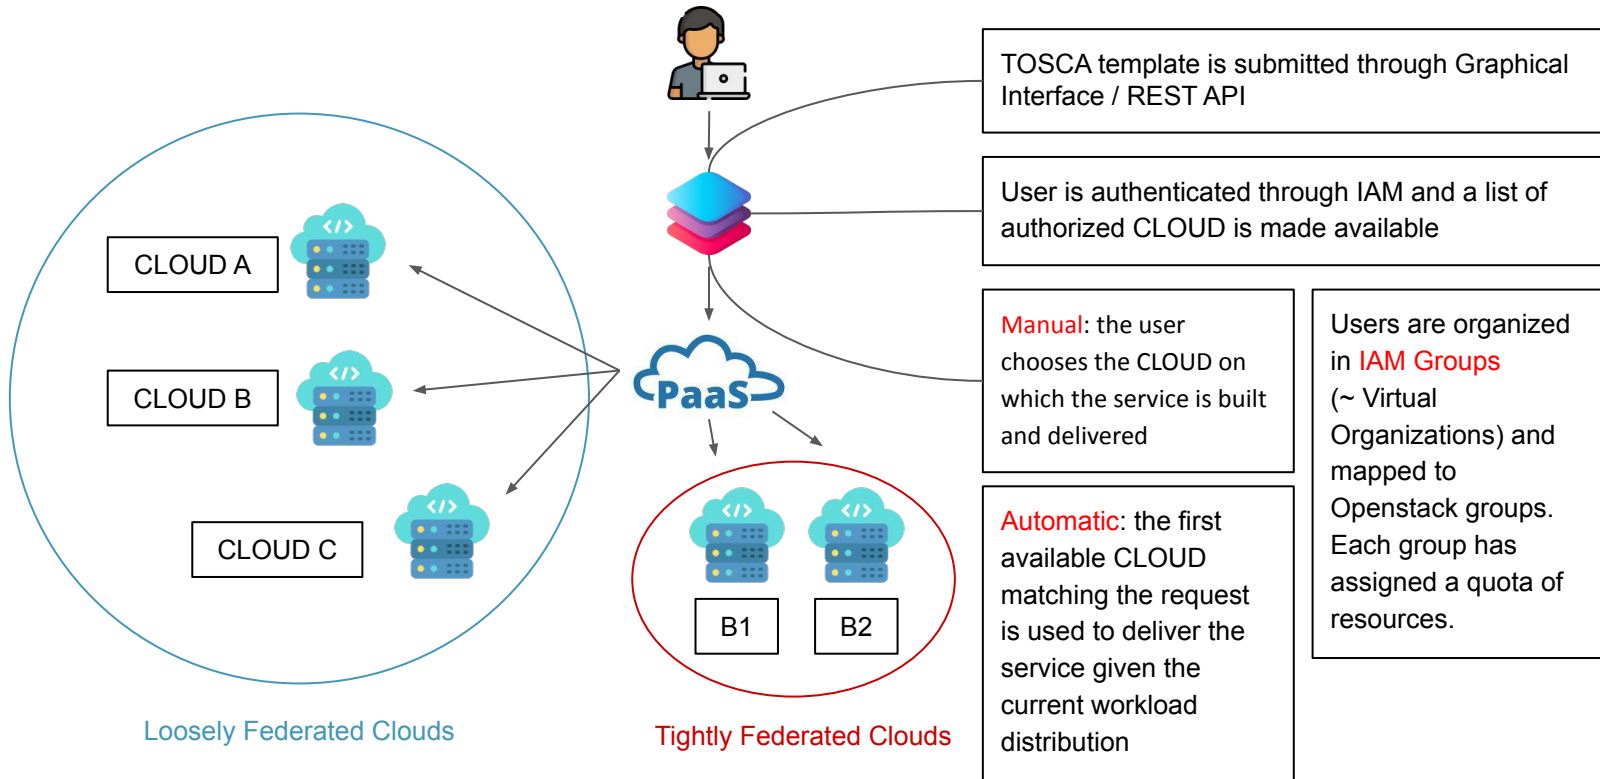 TOSCA template is submitted through Graphical
Interface / REST API
User is authenticated through IAM and a list of
authorized CLOUD is made available
</>
CLOUD A
</>
CLOUD B
</>
CLOUD C
PaaS
Manual: the user
chooses the CLOUD on
which the service is built
and delivered
Users are organized
in IAM Groups
(~ Virtual
Organizations) and
mapped to
Openstack groups.
Each group has
assigned a quota of
resources.
</>
</>
B1
B2
Automatic: the first
available CLOUD
matching the request
is used to deliver the
service given the
current workload
distribution
Loosely Federated Clouds
Tightly Federated Clouds